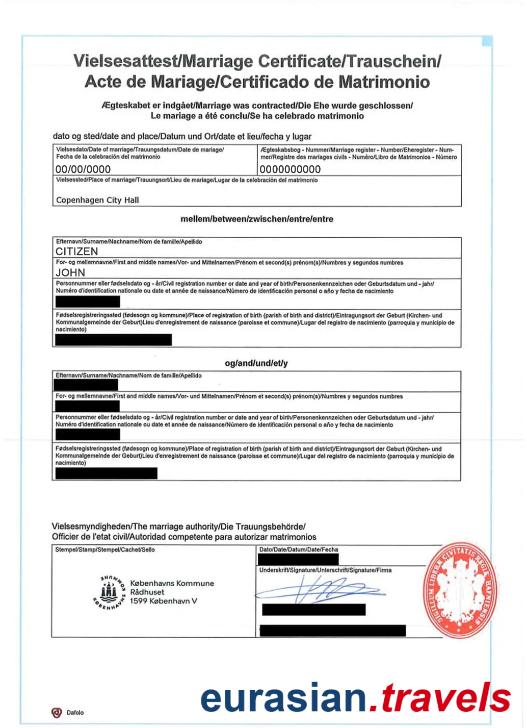 Vielsesattest/Marriage Certificate/Trauschein/
Acte de Mariage/Certificado de Matrimonio
Ægteskabet er indgået/Marriage was contracted/Die Ehe wurde geschlossen/
Le mariage a été conclu/Se ha celebrado matrimonio
dato og sted/date and place/Datum und Ort/date et lieu/fecha y lugar
Vielsesdato/Date of marriage/Trauungsdatum/Date de mariage/
Fecha de la celebración del matrimonio
00/00/0000
Ægteskabsbog - Nummer/Marriage register - Number/Eheregister - Num-
mer/Registre des mariages civils - Numéro/Libro de Matrimonios - Número
0000000000
Vielsessted/Place of marriage/Trauungsort/Lieu de mariage/Lugar de la celebración del matrimonio
Copenhagen City Hall
mellem/between/zwischen/entre/entre
Efternavn/Surname/Nachname/Nom de famille/Apellido
CITIZEN
For- og mellemnavne/First and middle names/Vor- und Mittelnamen/Prénom et second(s) prénom(s)/Numbres y segundos numbres
JOHN
Personnummer eller fødselsdato og - år/Civil registration number or date and year of birth/Personenkennzeichen oder Geburtsdatum und - jahr/
Numéro d'identification nationale ou date et année de naissance/Número de identificación personal o año y fecha de nacimiento
Fødselsregistreringssted (fødesogn og kommune)/Place of registration of birth (parish of birth and district)/Eintragungsort der Geburt (Kirchen- und
Kommunalgemeinde der Geburt)Lieu d'enregistrement de naissance (paroisse et commune)/Lugar del registro de nacimiento (parroquia y municipio de
nacimiento)
og/and/und/et/y
Efternavn/Surname/Nachname/Nom de famille/Apellido
For- og mellemnavne/First and middle names/Vor- und Mittelnamen/Prénom et second(s) prénom(s)/Numbres y segundos numbres
Personnummer eller fødselsdato og - år/Civil registration number or date and year of birth/Personenkennzeichen oder Geburtsdatum und - jahr/
Numéro d'identification nationale ou date et année de naissance/Número de identificación personal o año y fecha de nacimiento
Fødselsregistreringssted (fødesogn og kommune)/Place of registration of birth (parish of birth and district)/Eintragungsort der Geburt (Kirchen- und
Kommunalgemeinde der Geburt)Lieu d'enregistrement de naissance (paroisse et commune)/Lugar del registro de nacimiento (parroquia y municipio de
nacimiento)
Vielsesmyndigheden/The marriage authority/Die Trauungsbehörde/
Officier de l'etat civil/Autoridad competente para autorizar matrimonios
Stempel/Stamp/Stempel/Cachet/Sello
KØBENHAVNS KOMMUNE
Københavns Kommune
Rådhuset
1599 København V
Dato/Date/Datum/Date/Fecha
Underskrift/Signature/Unterschrift/Signature/Firma
Dafolo
eurasian.travels